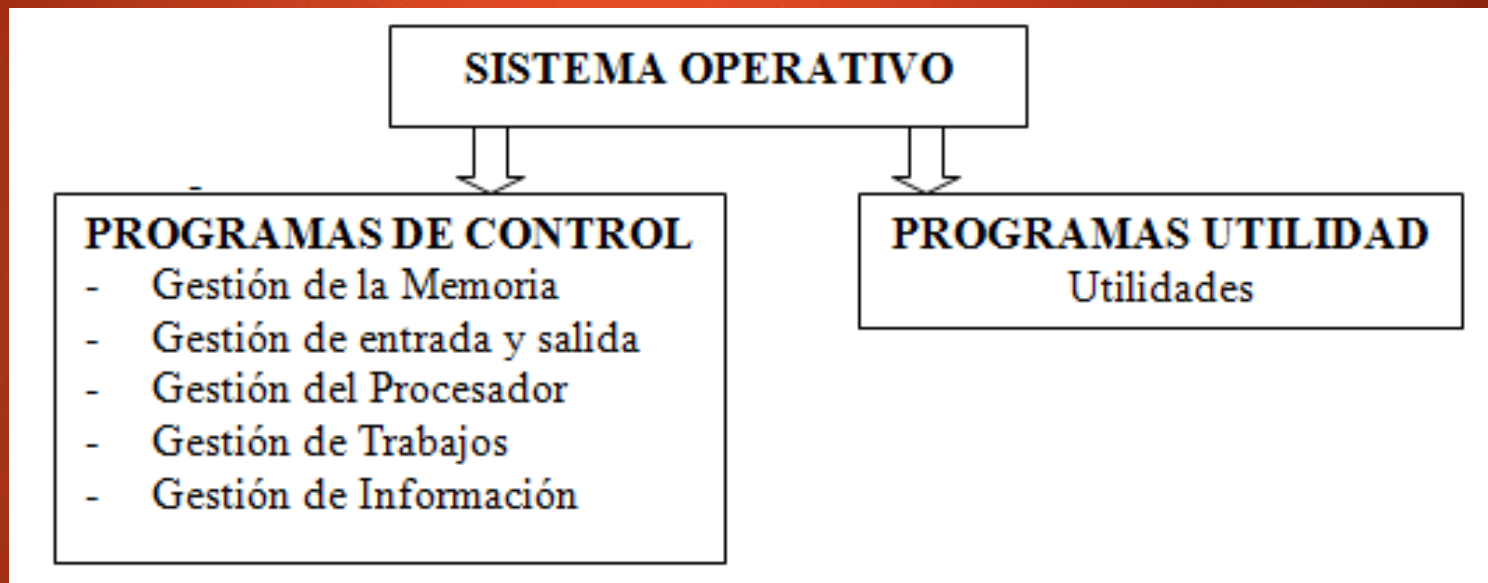 SISTEMA OPERATIVO
-
PROGRAMAS DE CONTROL
- Gestión de la Memoria
- Gestión de entrada y salida
- Gestión del Procesador
- Gestión de Trabajos
- Gestión de Información
PROGRAMAS UTILIDAD
Utilidades